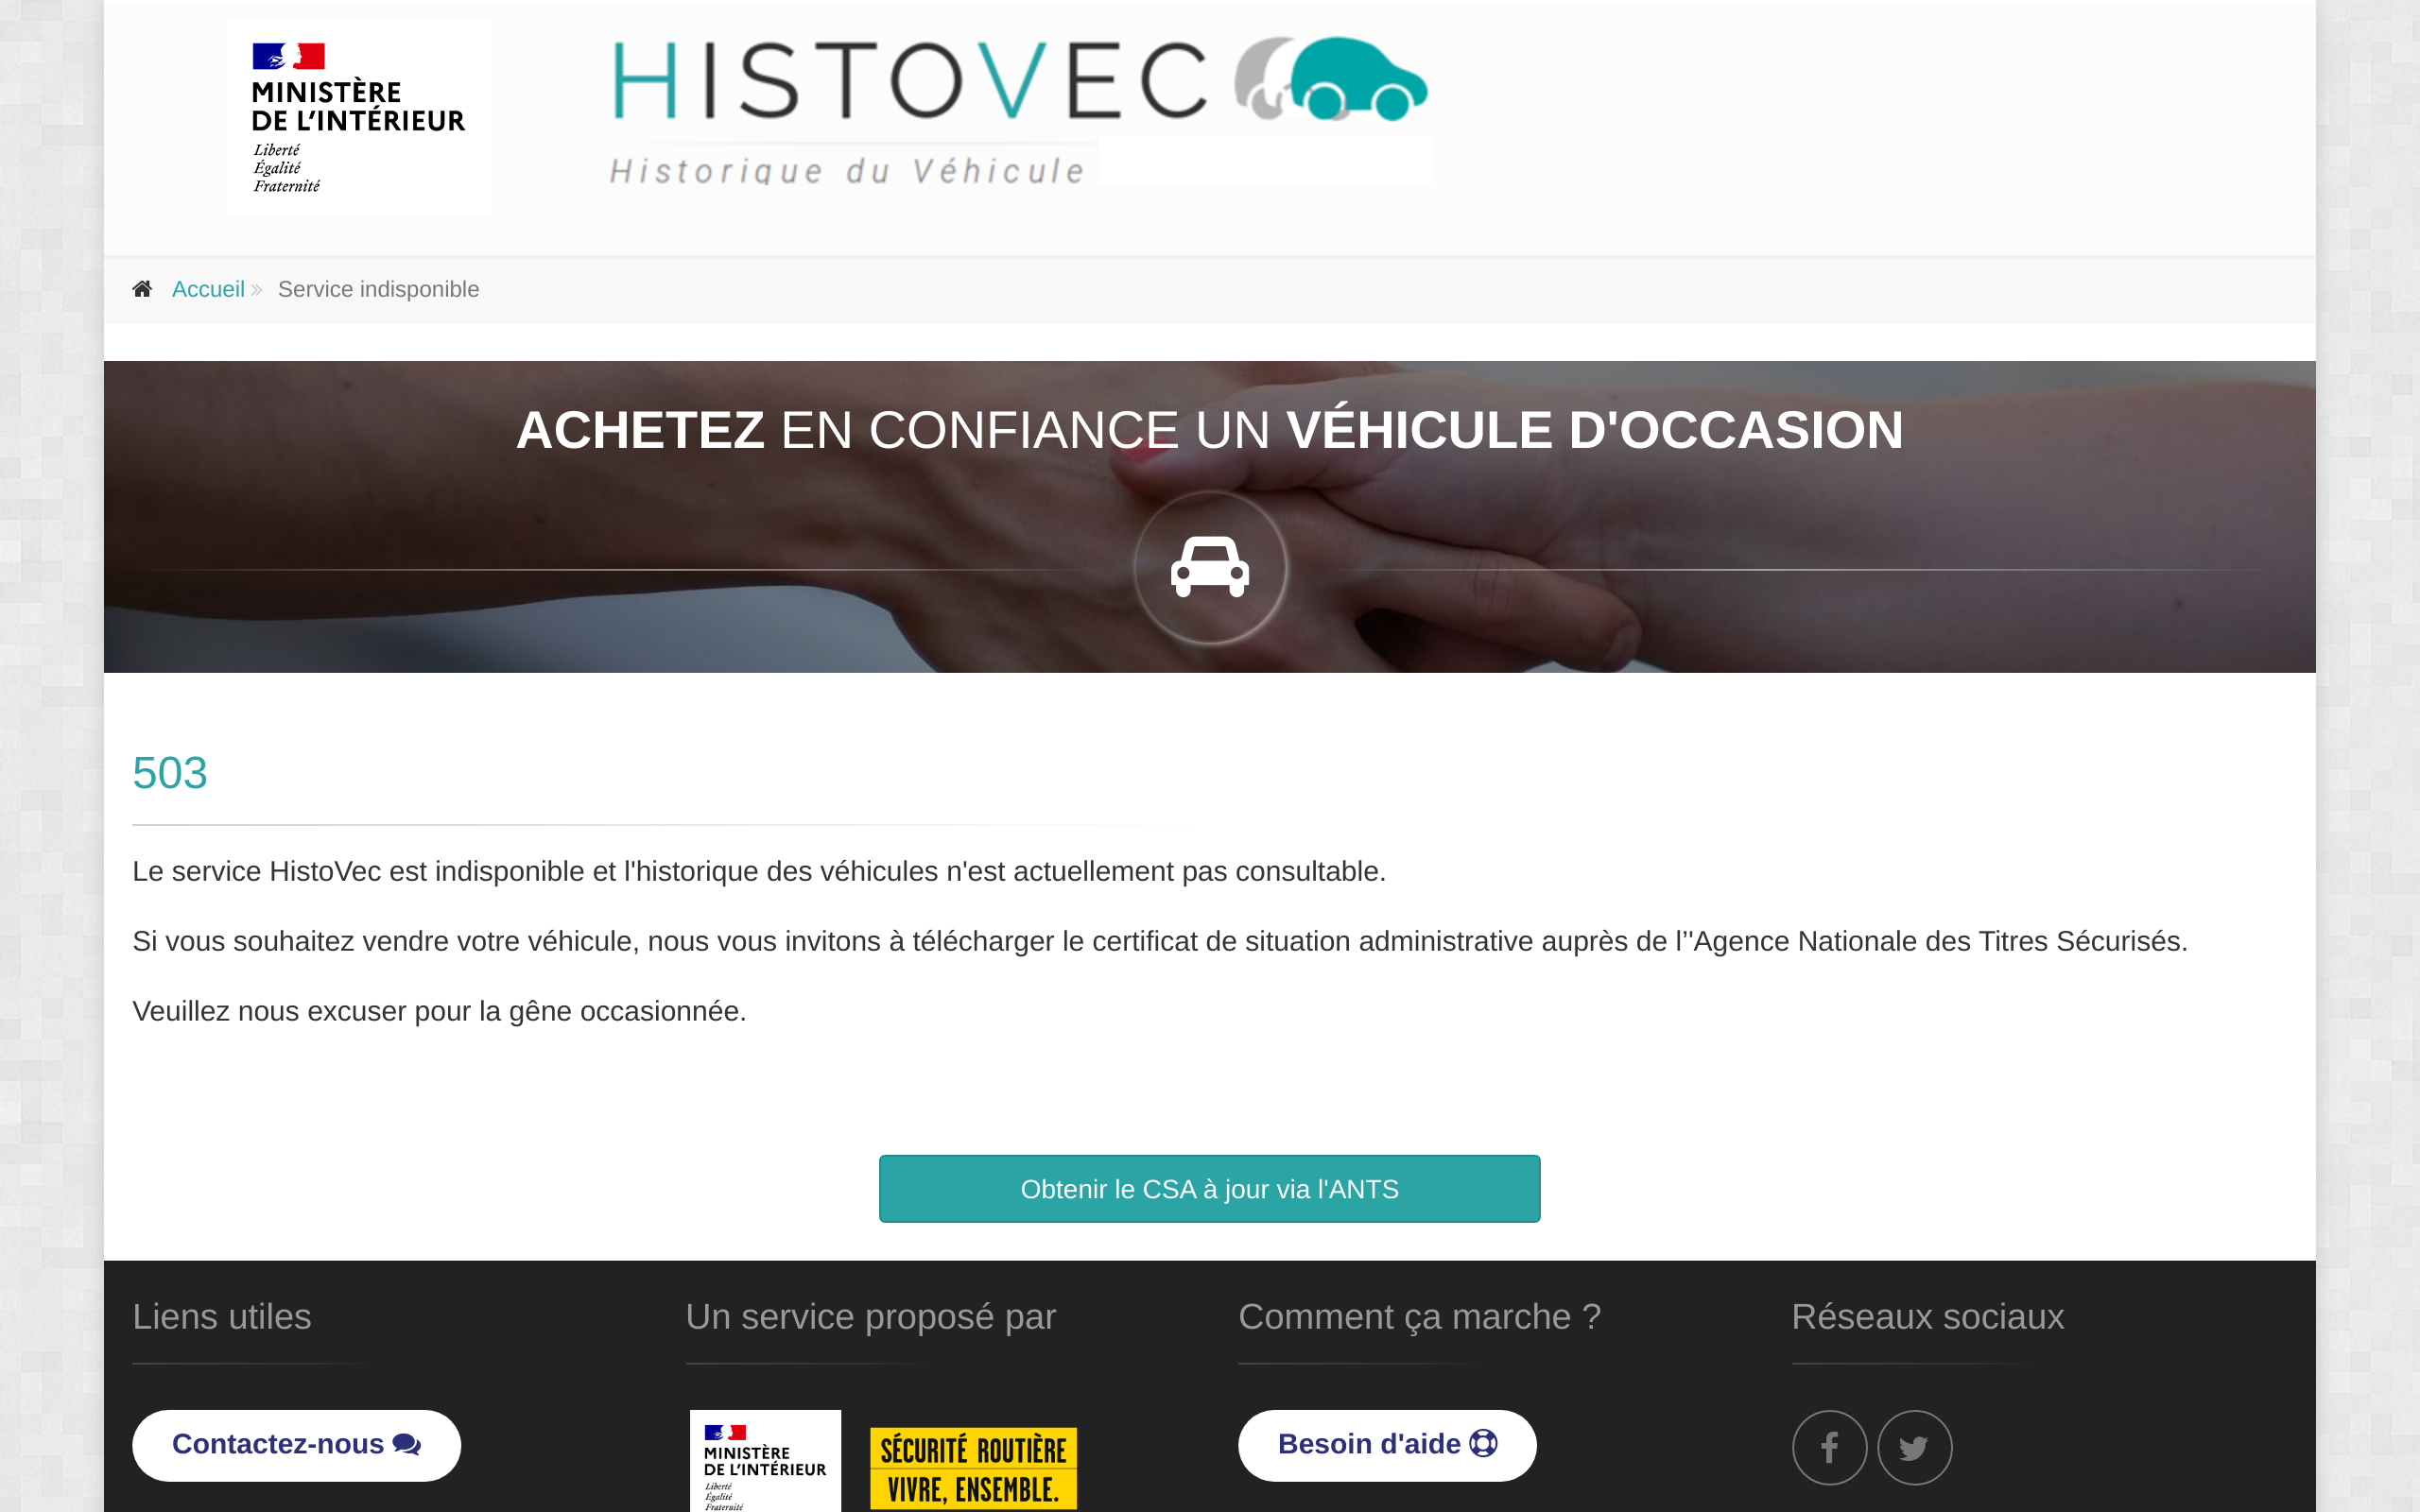 MINISTÈRE
DE L'INTÉRIEUR
Liberté
Égalité
Fraternité
HISTOVEC
Historique du Véhicule
Accueil » Service indisponible
ACHETEZ EN CONFIANCE UN VÉHICULE D'OCCASION
503
Le service HistoVec est indisponible et l'historique des véhicules n'est actuellement pas consultable.
Si vous souhaitez vendre votre véhicule, nous vous invitons à télécharger le certificat de situation administrative auprès de l’'Agence Nationale des Titres Sécurisés.
Veuillez nous excuser pour la gêne occasionnée.
Obtenir le CSA à jour via l'ANTS
Liens utiles
Contactez-nous
Un service proposé par
MINISTÈRE
DE L'INTÉRIEUR
Liberté
Égalité
Fraternité
SÉCURITÉ ROUTIÈRE
VIVRE, ENSEMBLE.
Comment ça marche ?
Besoin d'aide
Réseaux sociaux